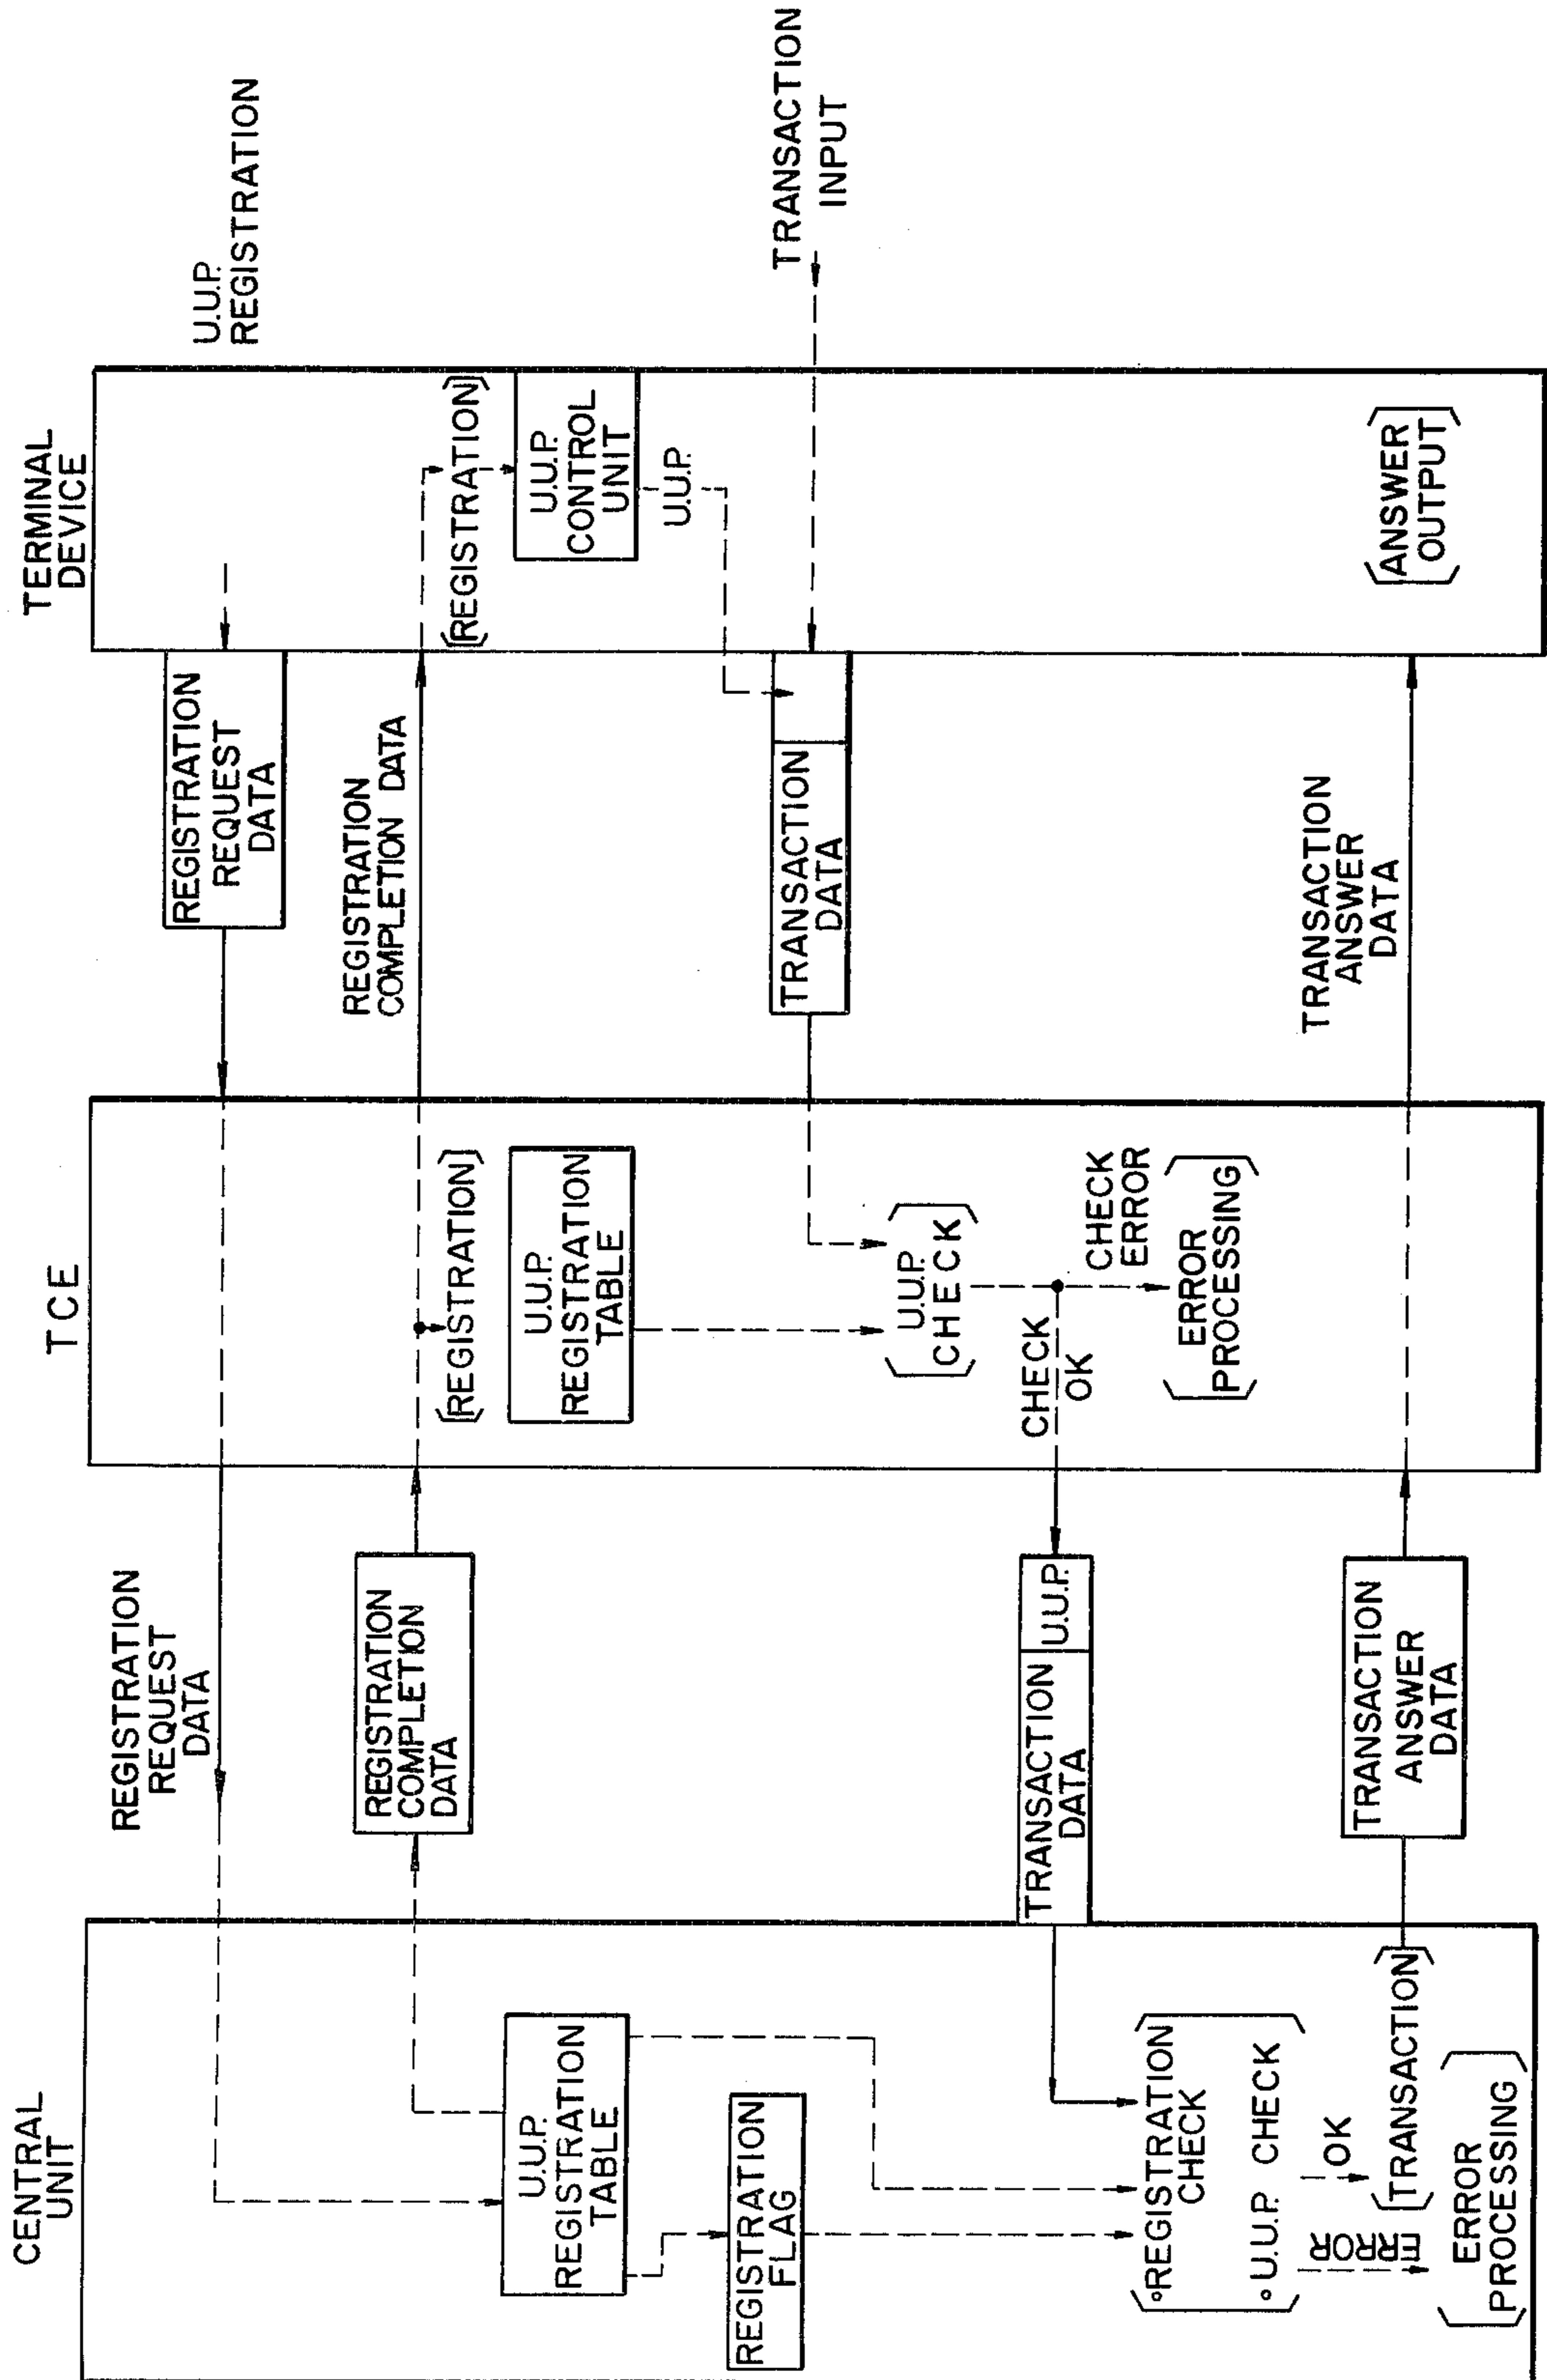 CENTRAL
UNIT
TCE
TERMINAL
DEVICE
REGISTRATION
REQUEST
DATA
REGISTRATION
REQUEST
DATA
U.U.P.
REGISTRATION
REGISTRATION
COMPLETION
DATA
REGISTRATION
COMPLETION DATA
[REGISTRATION]
[REGISTRATION]
U.U.P.
REGISTRATION
TABLE
U.U.P.
REGISTRATION
TABLE
U.U.P.
CONTROL
UNIT
U.U.P.
REGISTRATION
FLAG
TRANSACTION
DATA
TRANSACTION
INPUT
U.U.P.
CHECK
CHECK
OK
CHECK
ERROR
ERROR
PROCESSING
TRANSACTION
DATA
U.U.P.
°REGISTRATION
CHECK
°U.U.P. CHECK
OK
ERROR
[TRANSACTION]
ERROR
PROCESSING
TRANSACTION
ANSWER
DATA
TRANSACTION
ANSWER
DATA
ANSWER
OUTPUT